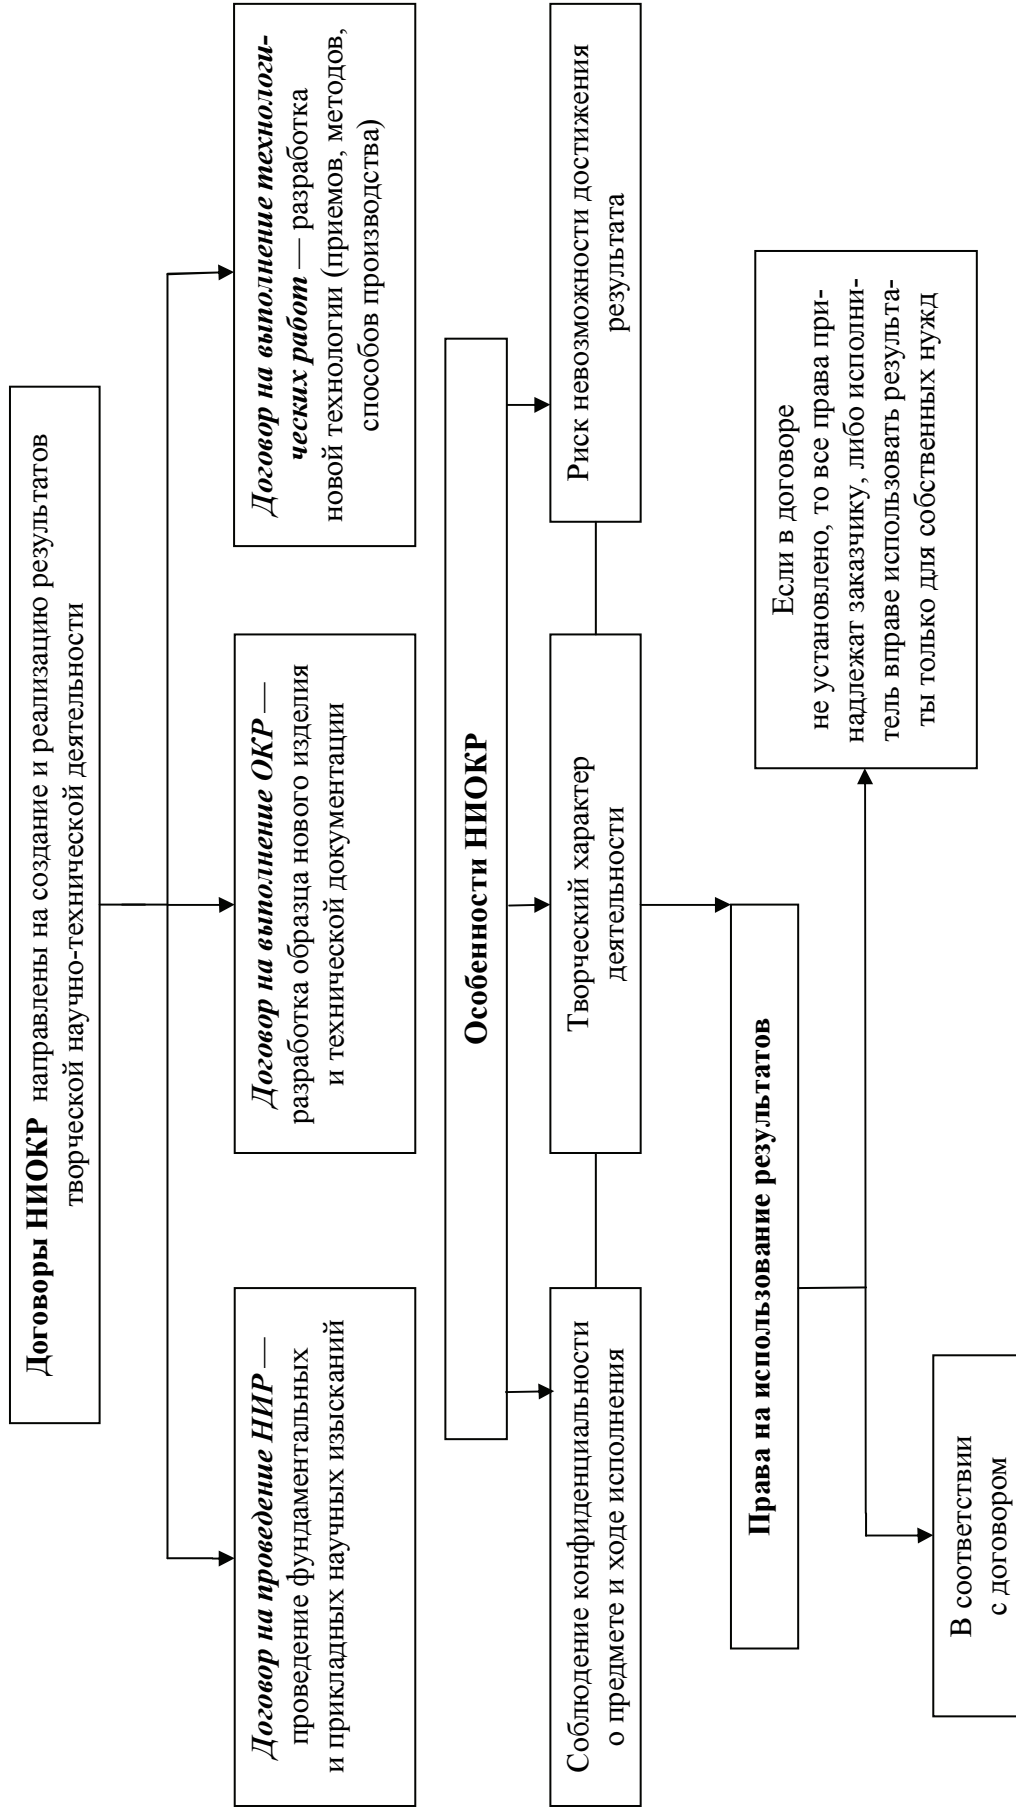 Договоры НИОКР направлены на создание и реализацию результатов
творческой научно-технической деятельности
Договор на проведение НИР —
проведение фундаментальных
и прикладных научных изысканий
Договор на выполнение ОКР —
разработка образца нового изделия
и технической документации
Договор на выполнение технологи-
ческих работ — разработка
новой технологии (приемов, методов,
способов производства)
Особенности НИОКР
Соблюдение конфиденциальности
о предмете и ходе исполнения
Творческий характер
деятельности
Риск невозможности достижения
результата
Права на использование результатов
В соответствии
с договором
Если в договоре
не установлено, то все права при-
надлежат заказчику, либо исполни-
тель вправе использовать результа-
ты только для собственных нужд